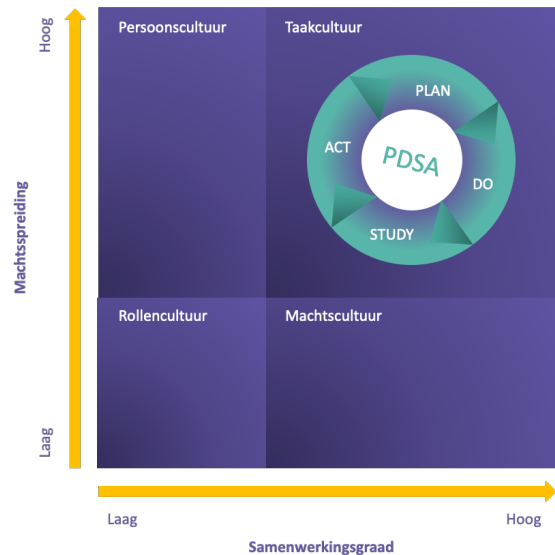 Hoog
Machtsspreiding
Laag
Persoonscultuur
Taakcultuur
PLAN
DO
STUDY
ACT
PDSA
Rollencultuur
Machtscultuur
Laag
Hoog
Samenwerkingsgraad